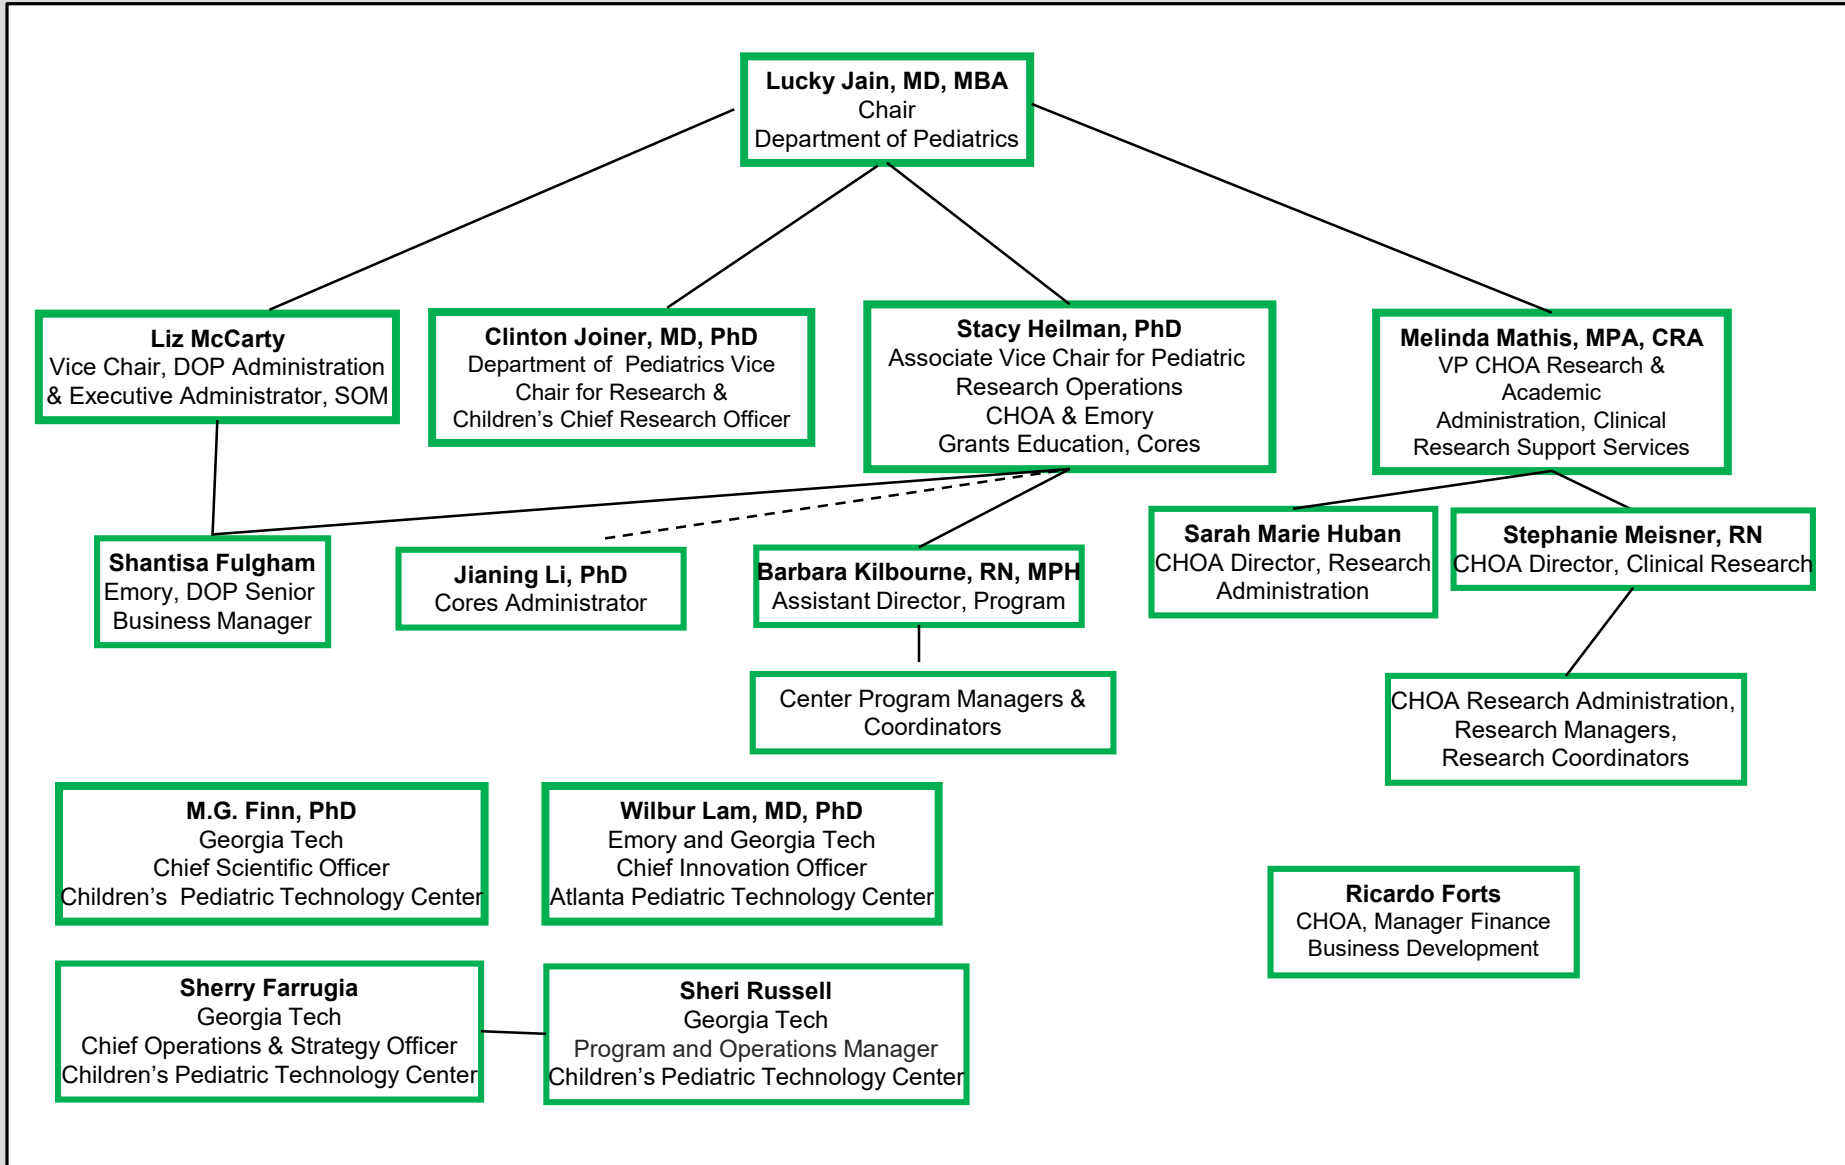 Lucky Jain, MD, MBA
Chair
Department of Pediatrics
Liz McCarty
Vice Chair, DOP Administration
& Executive Administrator, SOM
Clinton Joiner, MD, PhD
Department of  Pediatrics Vice
Chair for Research &
Children’s Chief Research Officer
Stacy Heilman, PhD
Associate Vice Chair for Pediatric
Research Operations
CHOA & Emory
Grants Education, Cores
Melinda Mathis, MPA, CRA
VP CHOA Research &
Academic
Administration, Clinical
Research Support Services
Shantisa Fulgham
Emory, DOP Senior
Business Manager
Jianing Li, PhD
Cores Administrator
Barbara Kilbourne, RN, MPH
Assistant Director, Program
Sarah Marie Huban
CHOA Director, Research
Administration
Stephanie Meisner, RN
CHOA Director, Clinical Research
Center Program Managers &
Coordinators
CHOA Research Administration,
Research Managers,
Research Coordinators
M.G. Finn, PhD
Georgia Tech
Chief Scientific Officer
Children’s  Pediatric Technology Center
Wilbur Lam, MD, PhD
Emory and Georgia Tech
Chief Innovation Officer
Atlanta Pediatric Technology Center
Ricardo Forts
CHOA, Manager Finance
Business Development
Sherry Farrugia
Georgia Tech
Chief Operations & Strategy Officer
Children’s Pediatric Technology Center
Sheri Russell
Georgia Tech
Program and Operations Manager
Children’s Pediatric Technology Center